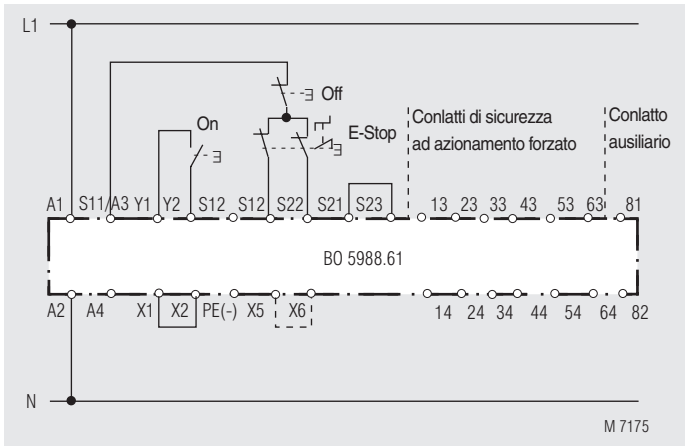 L1
Off
On
E-Stop
Conlatti di sicurezza
ad azionamento forzato
Conlatto
ausiliario
A1 S11/A3 Y1 Y2 S12 S12 S22 S21 S23 13 23 33 43 53 63 81
BO 5988.61
A2 A4 X1 X2 PE(-) X5 X6 14 24 34 44 54 64 82
N
M 7175